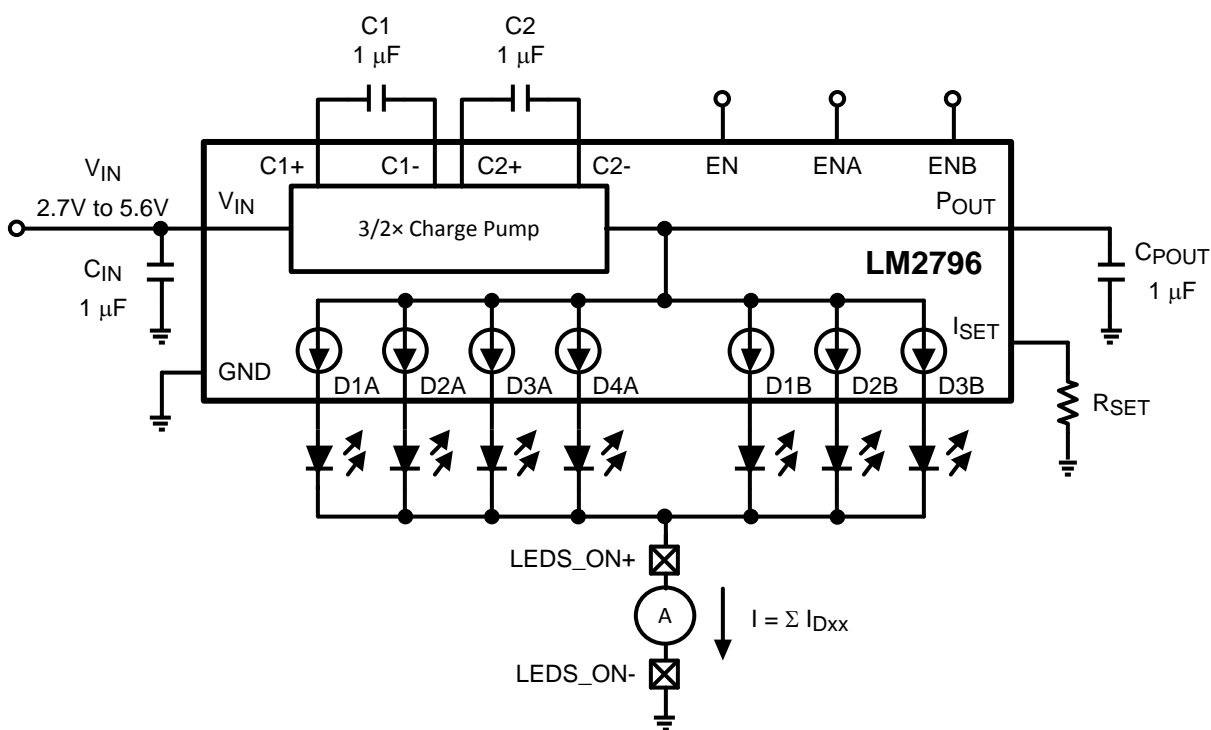 C1
1 μF
C2
1 μF
C1+
C1-
C2+
C2-
EN
ENA
ENB
VIN
2.7V to 5.6V
VIN
3/2× Charge Pump
POUT
LM2796
CIN
1 μF
CPOUT
1 μF
ISET
GND
D1A
D2A
D3A
D4A
D1B
D2B
D3B
RSET
LEDS_ON+
A
I = Σ IDxx
LEDS_ON-